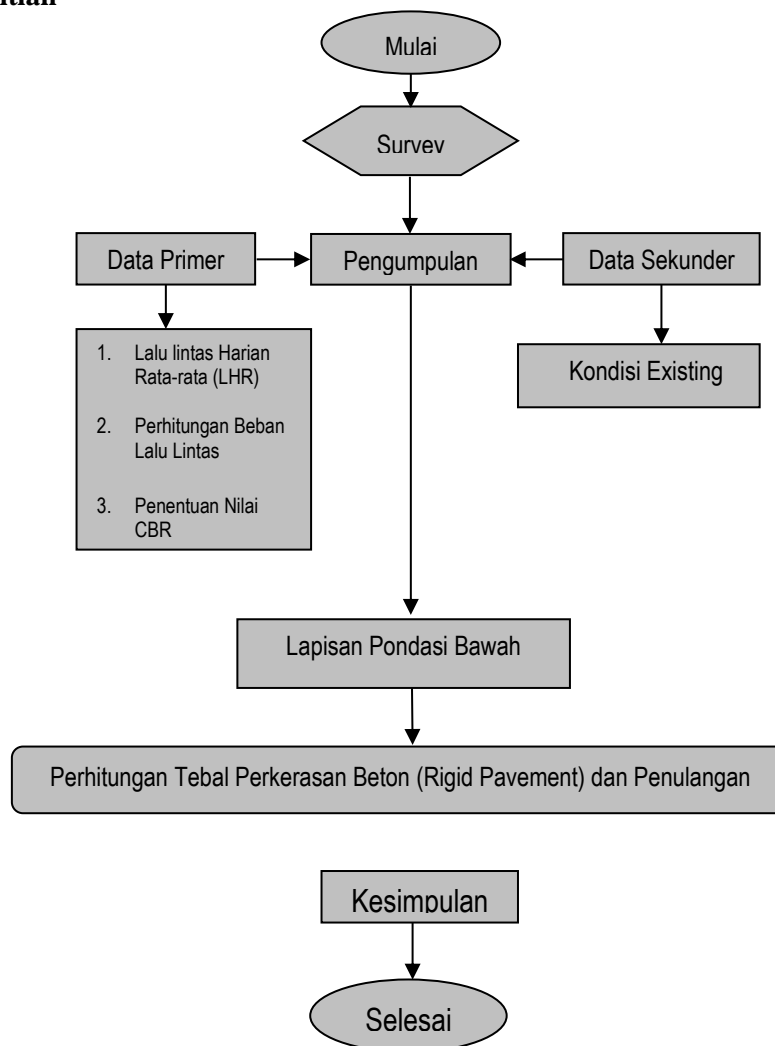 Mulai
Survey
Data Primer
Pengumpulan
Data Sekunder
1. Lalu lintas Harian
Rata-rata (LHR)
2. Perhitungan Beban
Lalu Lintas
3. Penentuan Nilai
CBR
Kondisi Existing
Lapisan Pondasi Bawah
Perhitungan Tebal Perkerasan Beton (Rigid Pavement) dan Penulangan
Kesimpulan
Selesai